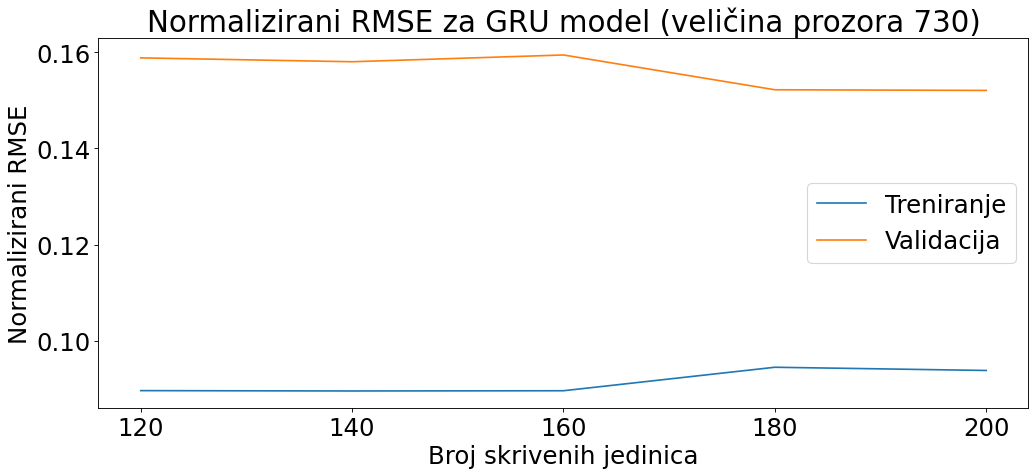 Normalizirani RMSE za GRU model (veličina prozora 730)
Normalizirani RMSE
0.16
0.14
0.12
0.10
Treniranje
Validacija
120 140 160 180 200
Broj skrivenih jedinica